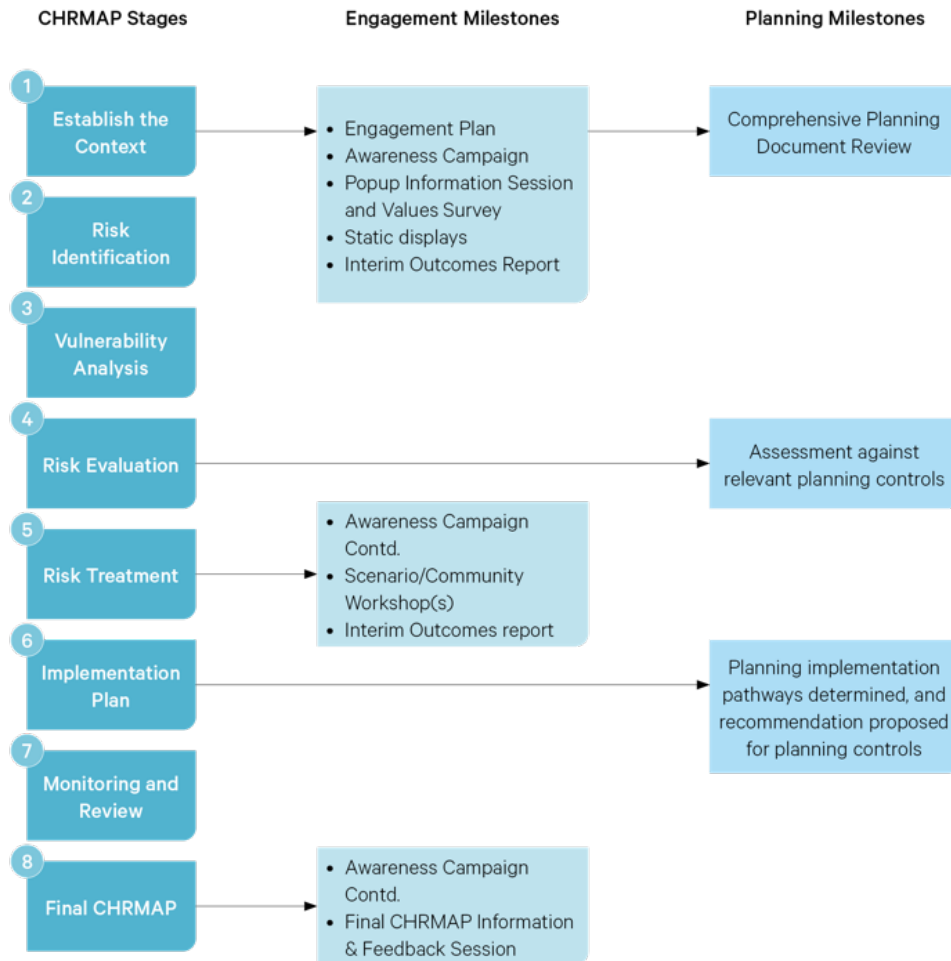 CHRMAP Stages
Engagement Milestones
Planning Milestones
1
Establish the
Context
• Engagement Plan
• Awareness Campaign
• Popup Information Session
and Values Survey
• Static displays
• Interim Outcomes Report
Comprehensive Planning
Document Review
2
Risk
Identification
3
Vulnerability
Analysis
4
Risk Evaluation
Assessment against
relevant planning controls
5
Risk Treatment
• Awareness Campaign
Contd.
• Scenario/Community
Workshop(s)
• Interim Outcomes report
6
Implementation
Plan
Planning implementation
pathways determined, and
recommendation proposed
for planning controls
7
Monitoring and
Review
8
Final CHRMAP
• Awareness Campaign
Contd.
• Final CHRMAP Information
& Feedback Session